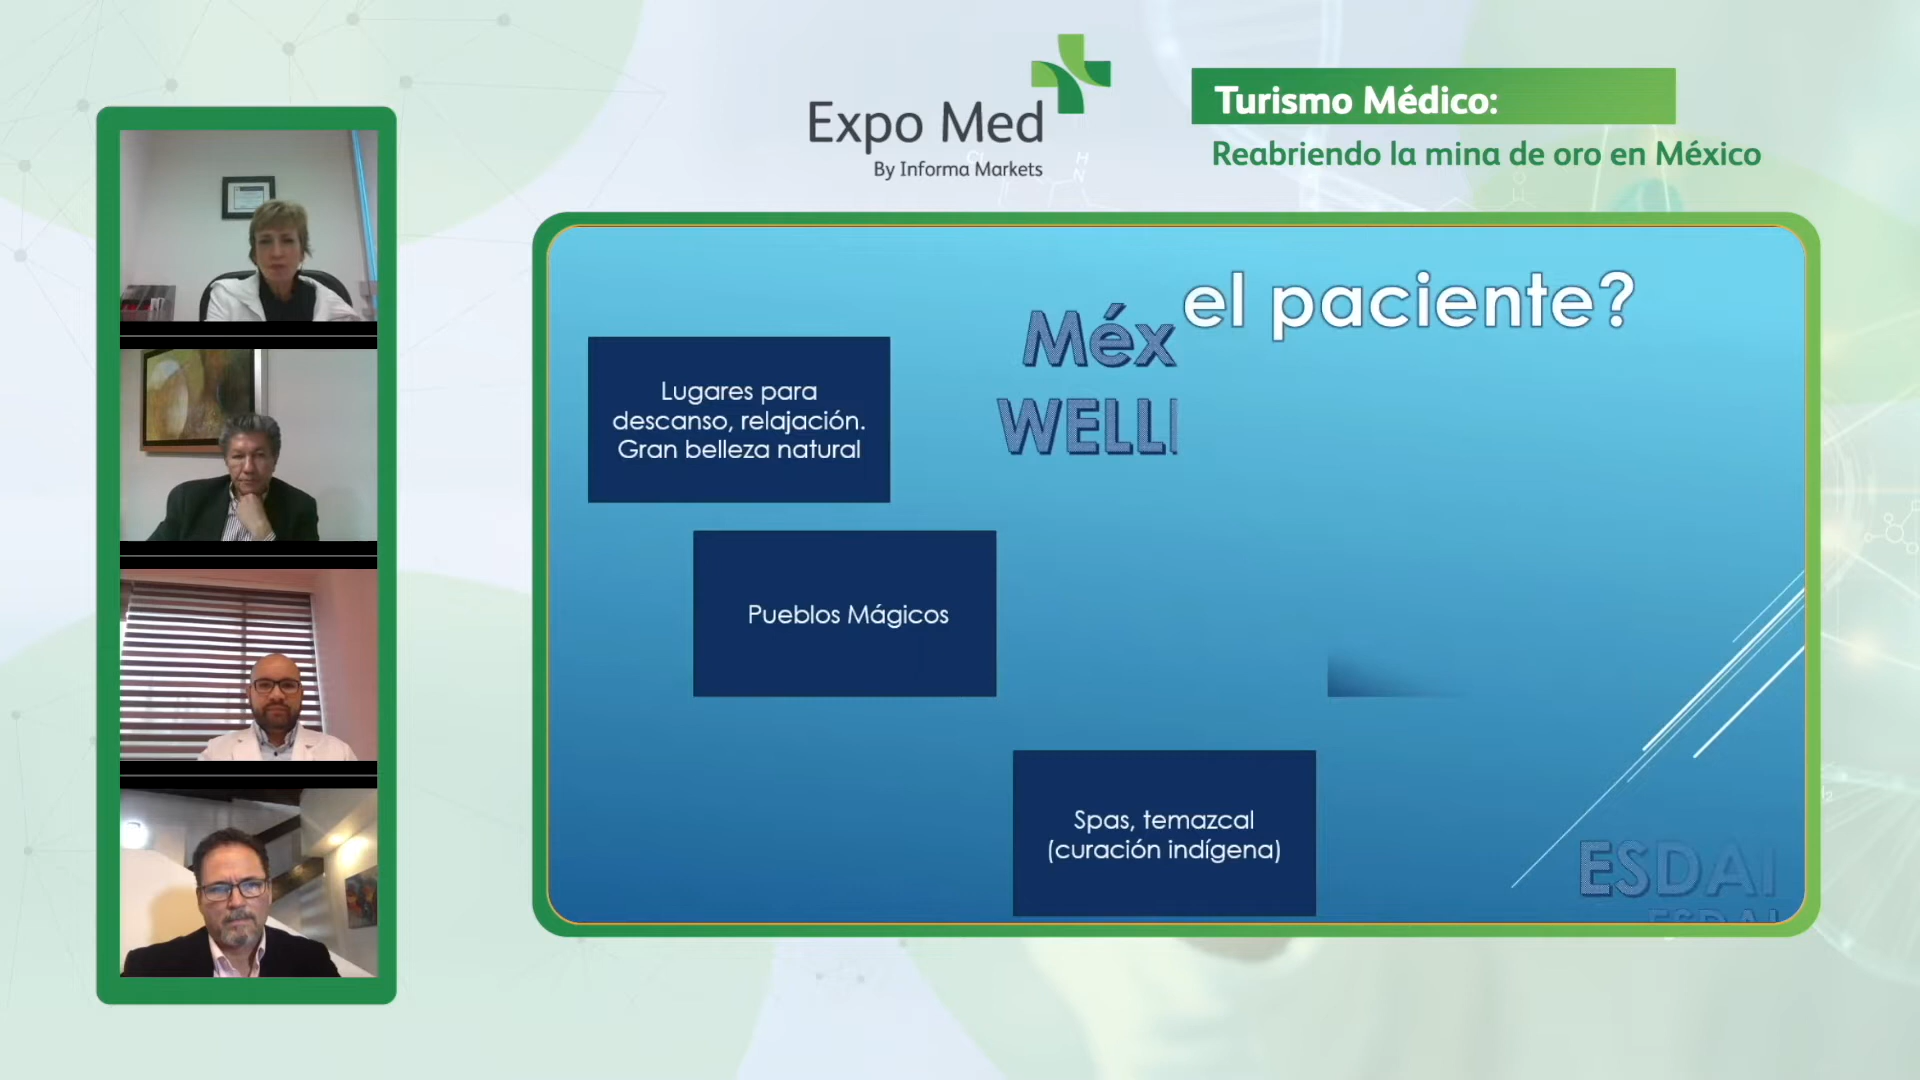 Expo Med
By Informa Markets
Turismo Médico:
Reabriendo la mina de oro en México
el paciente?
Méx
WELL
Lugares para
descanso, relajación.
Gran belleza natural
Pueblos Mágicos
Spas, temazcal
(curación indígena)
ESDAI
ESDAI